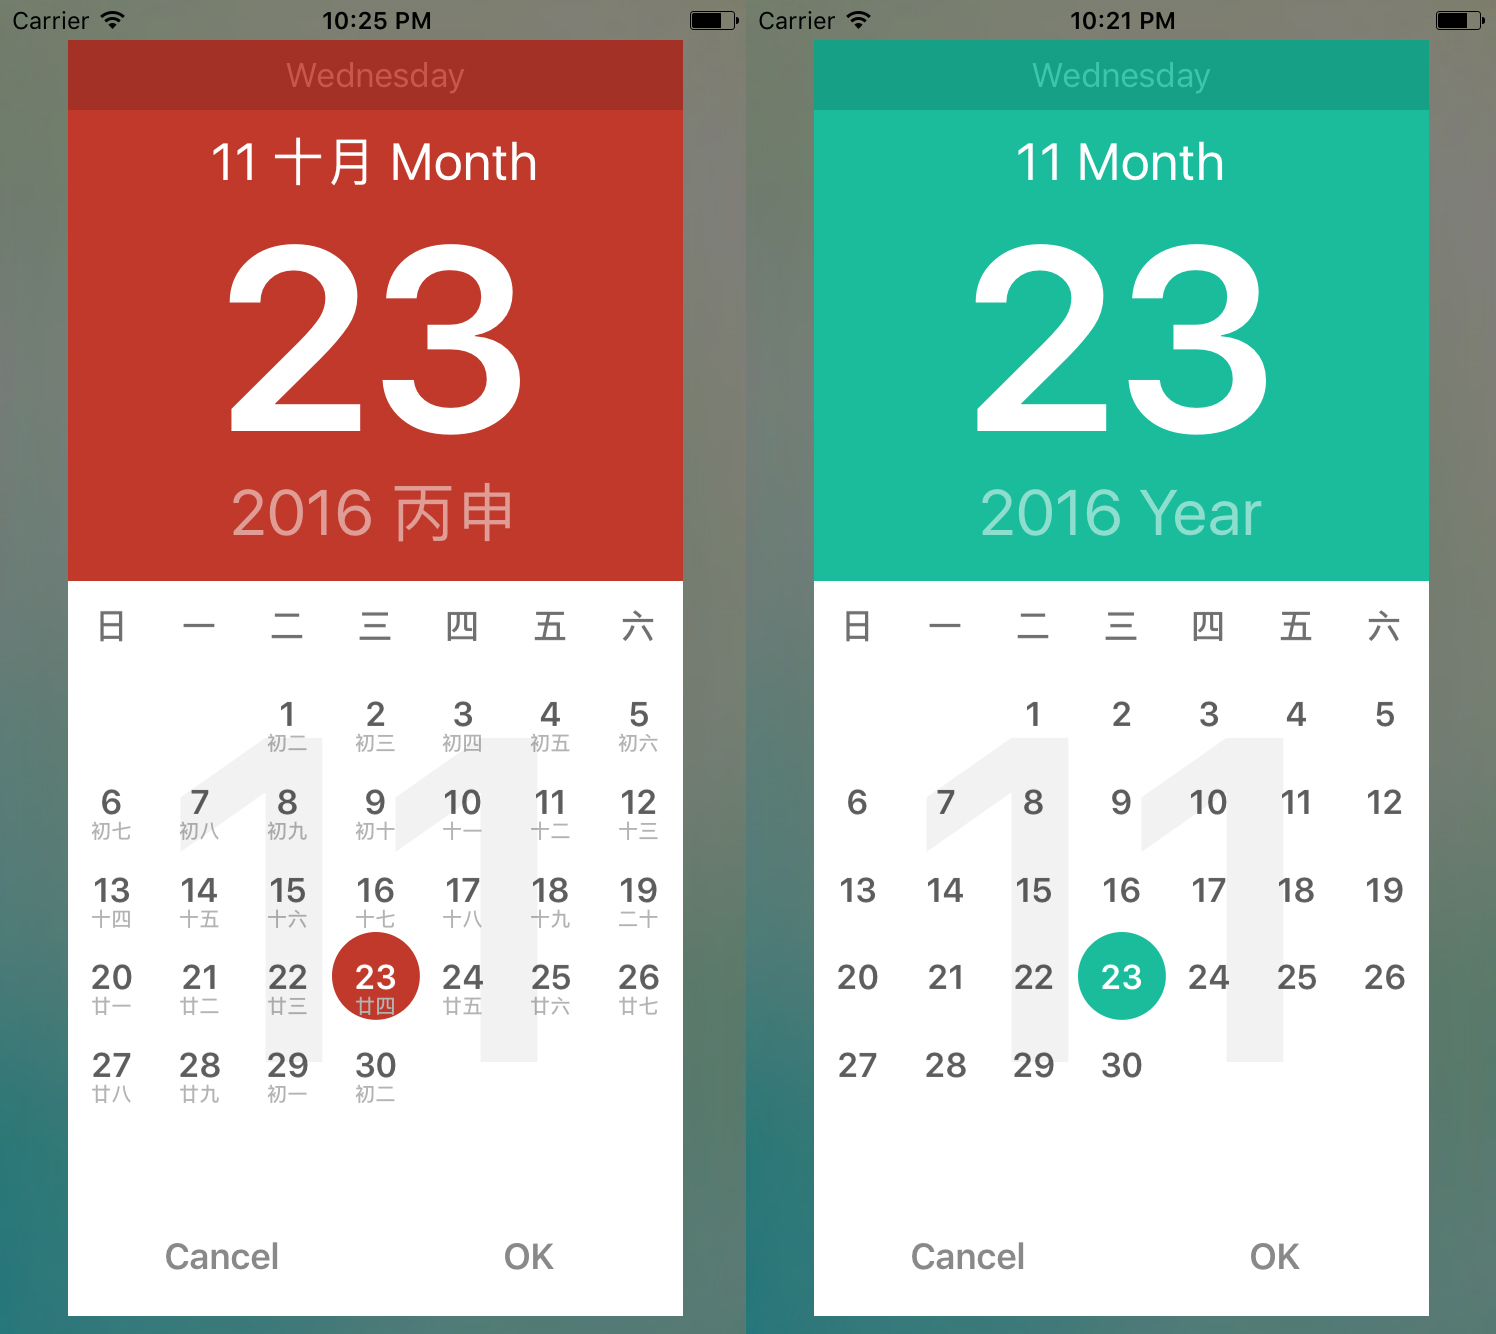 Carrier 10:25 PM
Wednesday
11 十月 Month
23
2016 丙申
日 一 二 三 四 五 六
11
1 2 3 4 5
初二 初三 初四 初五 初六
6 7 8 9 10 11 12
初七 初八 初九 初十 十一 十二 十三
13 14 15 16 17 18 19
十四 十五 十六 十七 十八 十九 二十
20 21 22 23 24 25 26
廿一 廿二 廿三 廿四 廿五 廿六 廿七
27 28 29 30
廿八 廿九 初一 初二
Cancel OK
Carrier 10:21 PM
Wednesday
11 Month
23
2016 Year
日 一 二 三 四 五 六
11
1 2 3 4 5
6 7 8 9 10 11 12
13 14 15 16 17 18 19
20 21 22 23 24 25 26
27 28 29 30
Cancel OK